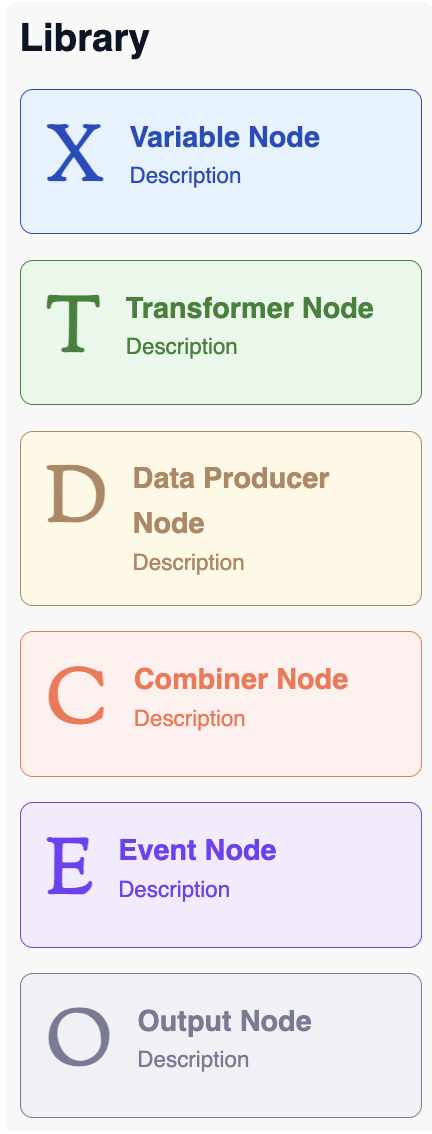 Library
X
Variable Node
Description
T
Transformer Node
Description
D
Data Producer
Node
Description
C
Combiner Node
Description
E
Event Node
Description
O
Output Node
Description